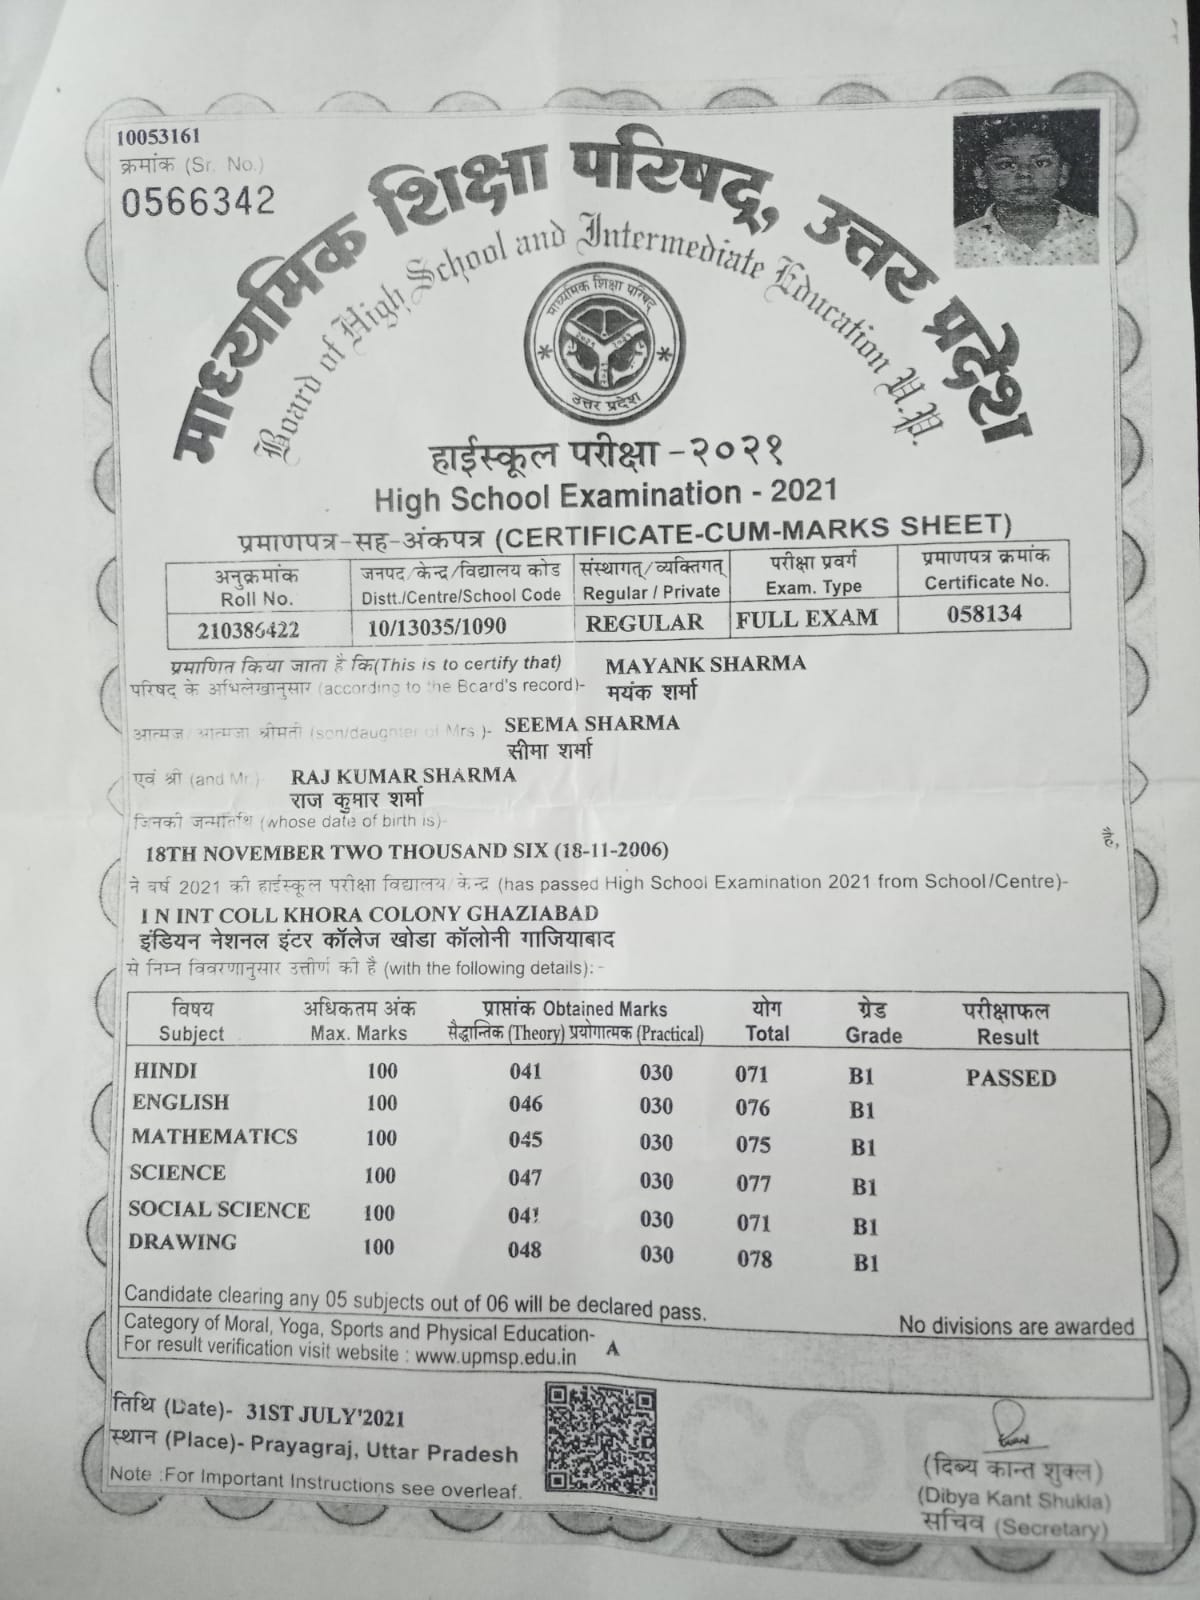 10053161
क्रमांक (Sr. No.)
0566342
माध्यमिक शिक्षा परिषद्, उत्तर प्रदेश
Board of High School and Intermediate Education U.P.
माध्यमिक शिक्षा परिषद
उत्तर प्रदेश
हाईस्कूल परीक्षा -२०२१
High School Examination - 2021
प्रमाणपत्र-सह-अंकपत्र (CERTIFICATE-CUM-MARKS SHEET)
अनुक्रमांक जनपद/केन्द्र/विद्यालय कोड संस्थागत्/व्यक्तिगत् परीक्षा प्रवर्ग प्रमाणपत्र क्रमांक
Roll No. Distt./Centre/School Code Regular / Private Exam. Type Certificate No.
210386422 10/13035/1090 REGULAR FULL EXAM 058134
प्रमाणित किया जाता है कि(This is to certify that) MAYANK SHARMA
परिषद् के अभिलेखानुसार (according to the Board's record)- मयंक शर्मा
आत्मज/आत्मजा श्रीमती (son/daughter of Mrs.)- SEEMA SHARMA
सीमा शर्मा
एवं श्री (and Mr.)- RAJ KUMAR SHARMA
राज कुमार शर्मा
जिनकी जन्मतिथि (whose date of birth is)-
18TH NOVEMBER TWO THOUSAND SIX (18-11-2006) है,
ने वर्ष 2021 की हाईस्कूल परीक्षा विद्यालय/केन्द्र (has passed High School Examination 2021 from School/Centre)-
I N INT COLL KHORA COLONY GHAZIABAD
इंडियन नेशनल इंटर कॉलेज खोडा कॉलोनी गाजियाबाद
से निम्न विवरणानुसार उत्तीर्ण की है (with the following details):-
विषय अधिकतम अंक प्राप्तांक Obtained Marks योग ग्रेड परीक्षाफल
Subject Max. Marks सैद्धान्तिक (Theory) प्रयोगात्मक (Practical) Total Grade Result
HINDI 100 041 030 071 B1 PASSED
ENGLISH 100 046 030 076 B1
MATHEMATICS 100 045 030 075 B1
SCIENCE 100 047 030 077 B1
SOCIAL SCIENCE 100 041 030 071 B1
DRAWING 100 048 030 078 B1
Candidate clearing any 05 subjects out of 06 will be declared pass.
No divisions are awarded
Category of Moral, Yoga, Sports and Physical Education- A
For result verification visit website : www.upmsp.edu.in
तिथि (Date)- 31ST JULY'2021
स्थान (Place)- Prayagraj, Uttar Pradesh
Note :For Important Instructions see overleaf.
(दिब्य कान्त शुक्ल)
(Dibya Kant Shukla)
सचिव (Secretary)